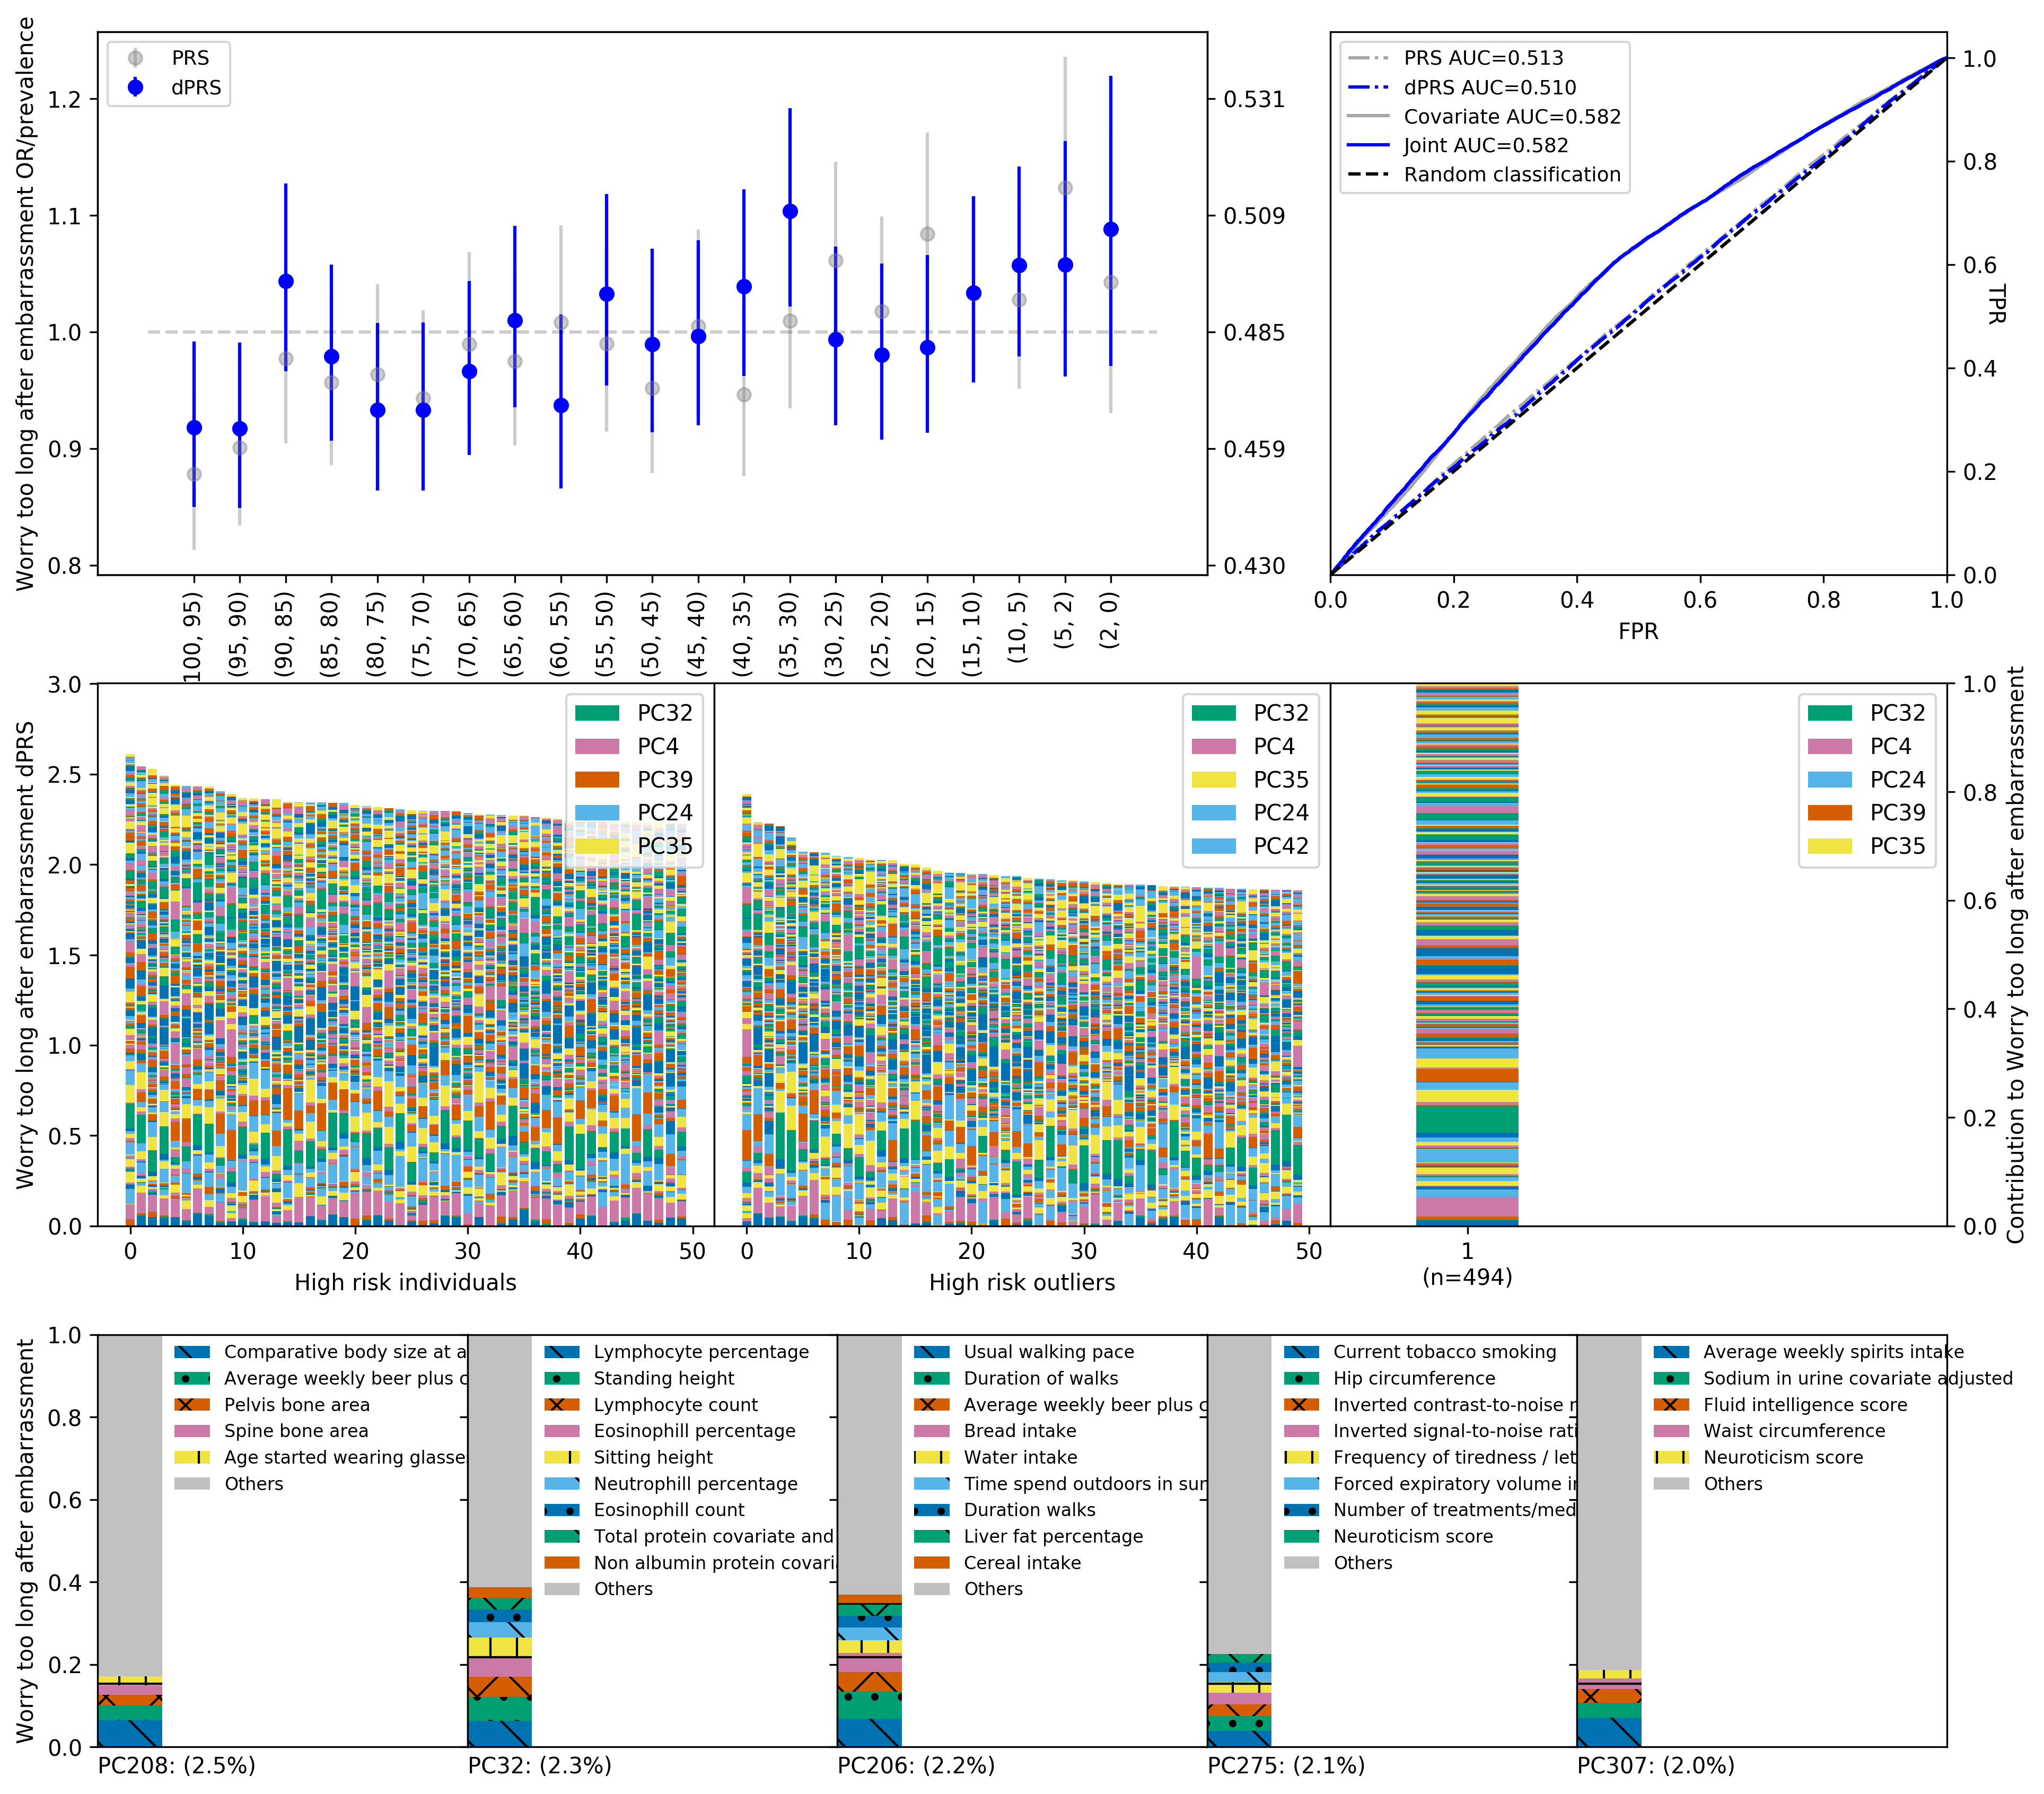 Worry too long after embarrassment OR/prevalence
PRS
dPRS
1.2
1.1
1.0
0.9
0.8
0.531
0.509
0.485
0.459
0.430
100, 95)
(95, 90)
(90, 85)
(85, 80)
(80, 75)
(75, 70)
(70, 65)
(65, 60)
(60, 55)
(55, 50)
(50, 45)
(45, 40)
(40, 35)
(35, 30)
(30, 25)
(25, 20)
(20, 15)
(15, 10)
(10, 5)
(5, 2)
(2, 0)
PRS AUC=0.513
dPRS AUC=0.510
Covariate AUC=0.582
Joint AUC=0.582
Random classification
1.0
0.8
0.6
0.4
0.2
0.0
TPR
0.0 0.2 0.4 0.6 0.8 1.0
FPR
Worry too long after embarrassment dPRS
3.0
2.5
2.0
1.5
1.0
0.5
0.0
PC32
PC4
PC39
PC24
PC35
0 10 20 30 40 50
High risk individuals
PC32
PC4
PC35
PC24
PC42
0 10 20 30 40 50
High risk outliers
PC32
PC4
PC24
PC39
PC35
1
(n=494)
1.0
0.8
0.6
0.4
0.2
0.0
Contribution to Worry too long after embarrassment
Worry too long after embarrassment
1.0
0.8
0.6
0.4
0.2
0.0
Comparative body size at a
Average weekly beer plus c
Pelvis bone area
Spine bone area
Age started wearing glasse
Others
PC208: (2.5%)
Lymphocyte percentage
Standing height
Lymphocyte count
Eosinophill percentage
Sitting height
Neutrophill percentage
Eosinophill count
Total protein covariate and
Non albumin protein covari
Others
PC32: (2.3%)
Usual walking pace
Duration of walks
Average weekly beer plus c
Bread intake
Water intake
Time spend outdoors in sur
Duration walks
Liver fat percentage
Cereal intake
Others
PC206: (2.2%)
Current tobacco smoking
Hip circumference
Inverted contrast-to-noise r
Inverted signal-to-noise rati
Frequency of tiredness / let
Forced expiratory volume i
Number of treatments/med
Neuroticism score
Others
PC275: (2.1%)
Average weekly spirits intake
Sodium in urine covariate adjusted
Fluid intelligence score
Waist circumference
Neuroticism score
Others
PC307: (2.0%)